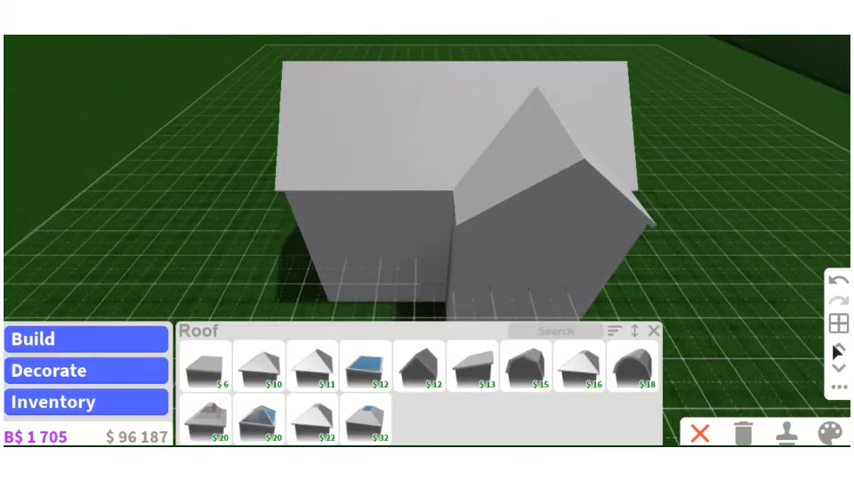 Roof
Search
Build
Decorate
Inventory
B$ 1 705
$ 96 187
$ 6
$ 10
$ 11
$ 12
$ 12
$ 13
$ 15
$ 16
$ 18
$ 20
$ 20
$ 22
$ 32